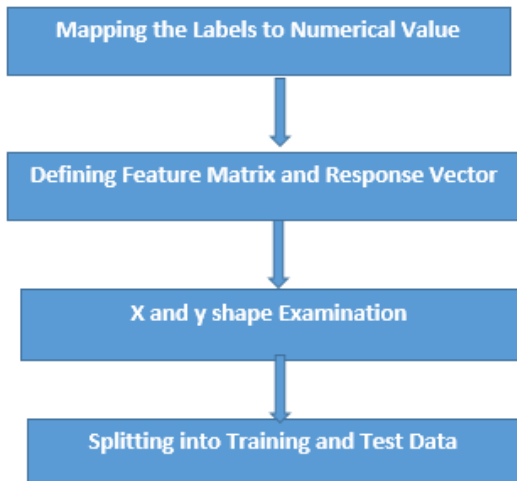 Mapping the Labels to Numerical Value
Defining Feature Matrix and Response Vector
X and y shape Examination
Splitting into Training and Test Data